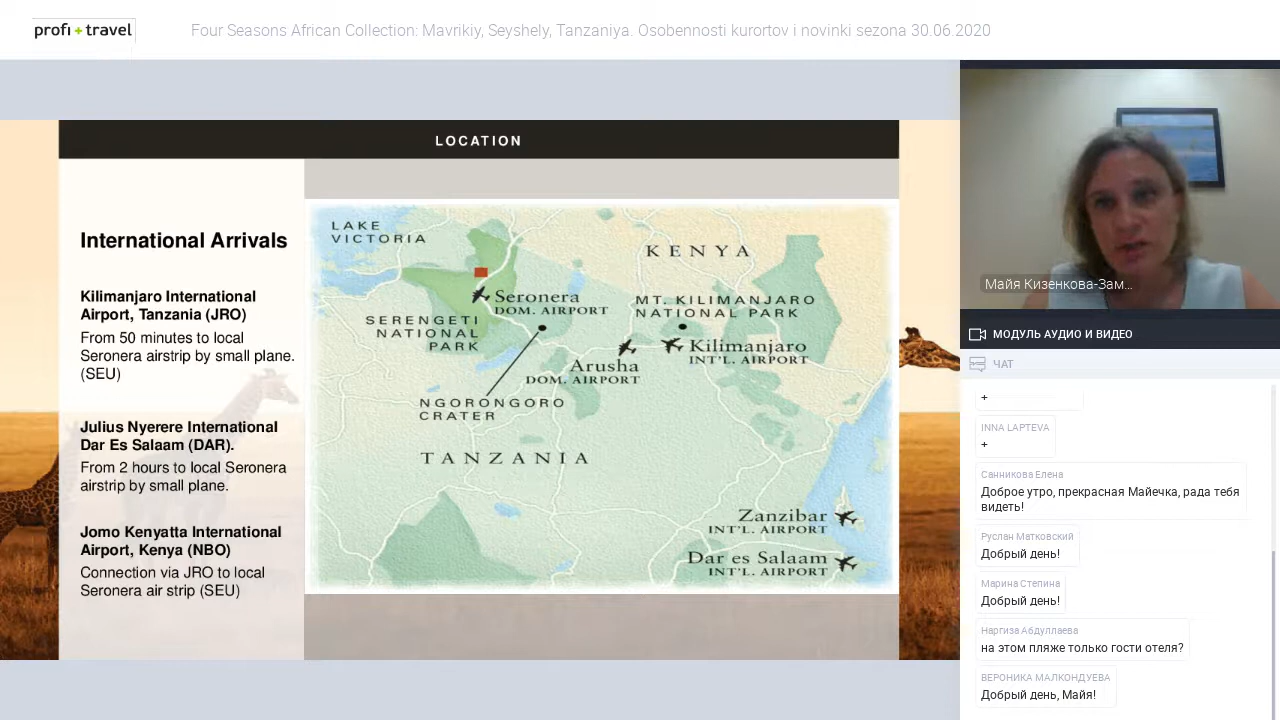 profi + travel
Four Seasons African Collection: Mavrikiy, Seyshely, Tanzaniya. Osobennosti kurortov i novinki sezona 30.06.2020
LOCATION
International Arrivals
Kilimanjaro International
Airport, Tanzania (JRO)
From 50 minutes to local
Seronera airstrip by small plane.
(SEU)
Julius Nyerere International
Dar Es Salaam (DAR).
From 2 hours to local Seronera
airstrip by small plane.
Jomo Kenyatta International
Airport, Kenya (NBO)
Connection via JRO to local
Seronera air strip (SEU)
LAKE
VICTORIA
KENYA
Seronera
DOM. AIRPORT
MT. KILIMANJARO
NATIONAL PARK
SERENGETI
NATIONAL
PARK
Kilimanjaro
INT'L. AIRPORT
Arusha
DOM. AIRPORT
NGORONGORO
CRATER
TANZANIA
Zanzibar
INT'L. AIRPORT
Dar es Salaam
INT'L. AIRPORT
Майя Кизенкова-Зам...
МОДУЛЬ АУДИО И ВИДЕО
ЧАТ
+
INNA LAPTEVA
+
Санникова Елена
Доброе утро, прекрасная Майечка, рада тебя
видеть!
Руслан Матковский
Добрый день!
Марина Степина
Добрый день!
Наргиза Абдуллаева
на этом пляже только гости отеля?
ВЕРОНИКА МАЛКОНДУЕВА
Добрый день, Майя!